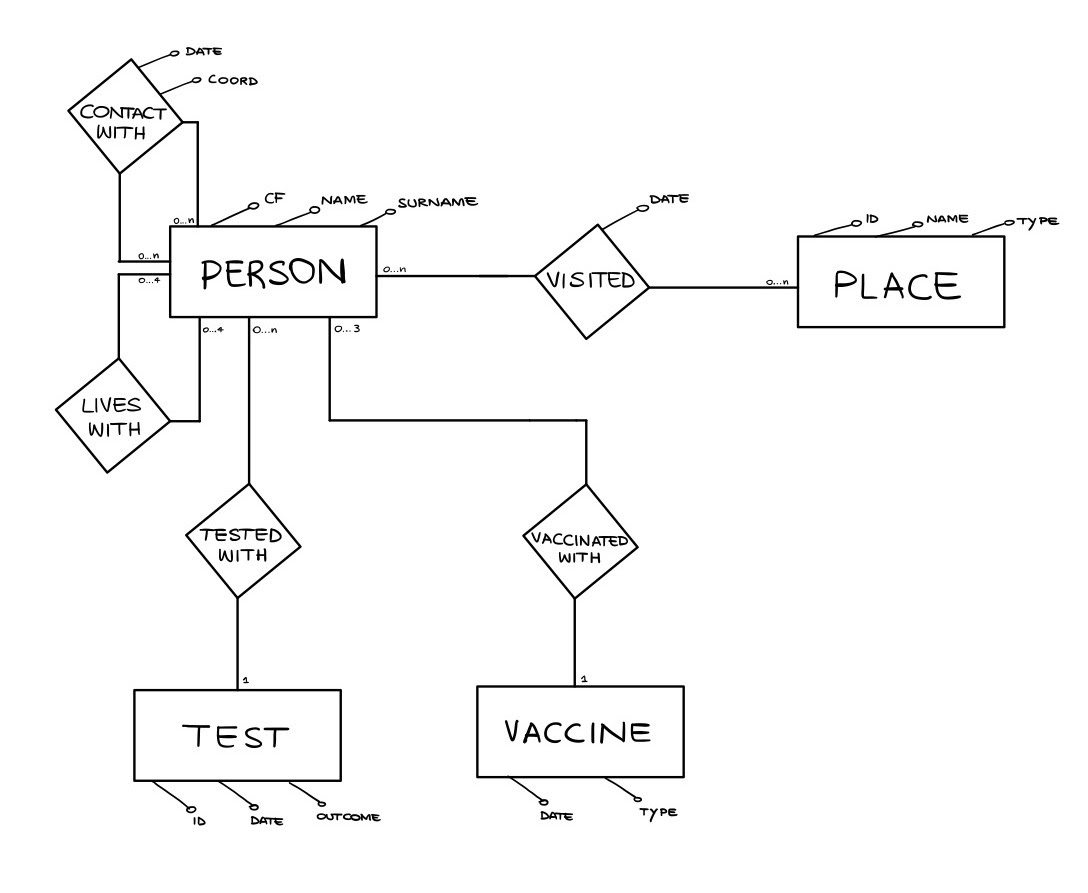 DATE
COORD
CONTACT
WITH
0...n
CF
NAME
SURNAME
0...n
0...4
PERSON
0...n
DATE
VISITED
0...n
ID
NAME
TYPE
PLACE
0...4
0...n
0...3
LIVES
WITH
TESTED
WITH
VACCINATED
WITH
1
1
TEST
VACCINE
ID
DATE
OUTCOME
DATE
TYPE